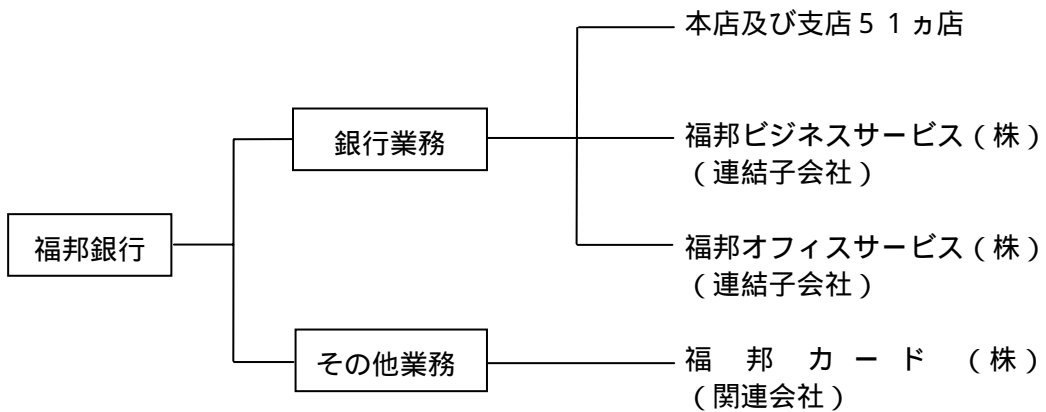 本店及び支店５１ヵ店
銀行業務
福邦ビジネスサービス（株）
（連結子会社）
福邦銀行
福邦オフィスサービス（株）
（連結子会社）
その他業務
福邦カード（株）
（関連会社）